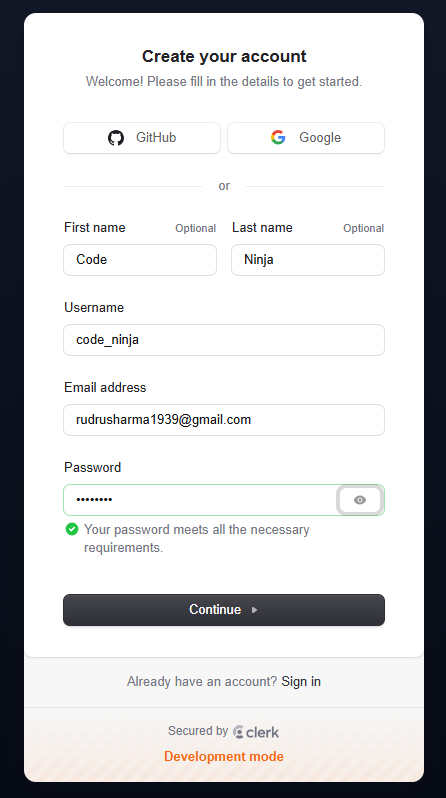 Create your account
Welcome! Please fill in the details to get started.
GitHub
Google
or
First name Optional
Last name Optional
Code
Ninja
Username
code_ninja
Email address
rudrusharma1939@gmail.com
Password
••••••••
Your password meets all the necessary
requirements.
Continue
Already have an account? Sign in
Secured by clerk
Development mode